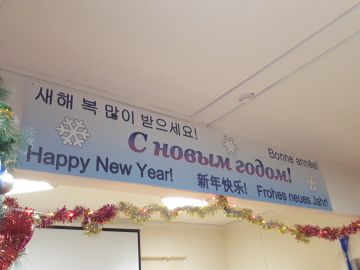 새해 복 많이 받으세요!
Bonne année!
С новым годом!
Happy New Year!
新年快乐!
Frohes neues Jahr!